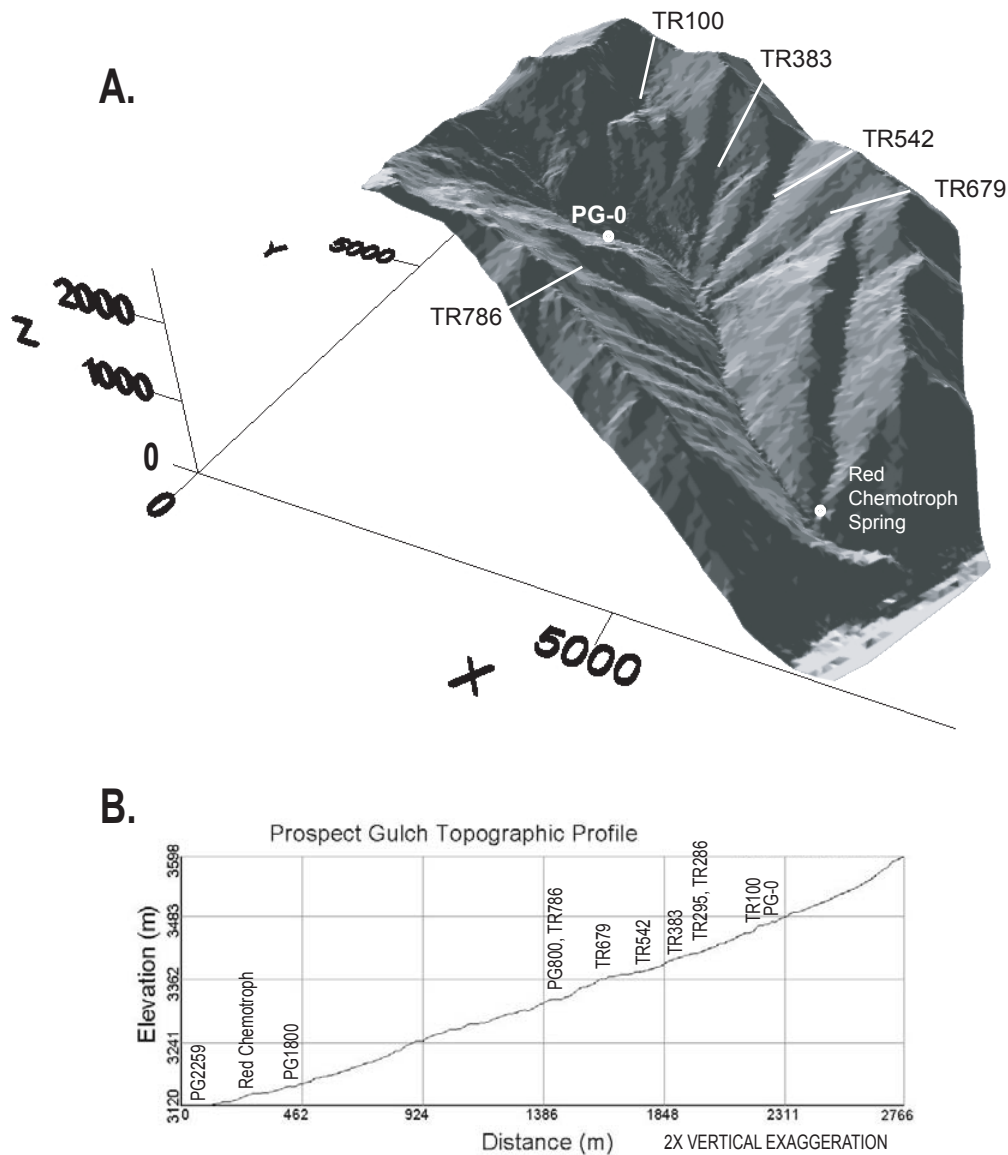 A.
TR100
TR383
TR542
TR679
PG-0
TR786
Y
5000
Z
2000
1000
0
0
X
5000
Red
Chemotroph
Spring
B.
Prospect Gulch Topographic Profile
Elevation (m)
3598
3483
3362
3241
3120
PG2259
Red Chemotroph
PG1800
PG800, TR786
TR679
TR542
TR383
TR295, TR286
TR100
PG-0
0
462
924
1386
1848
2311
2766
Distance (m)
2X VERTICAL EXAGGERATION